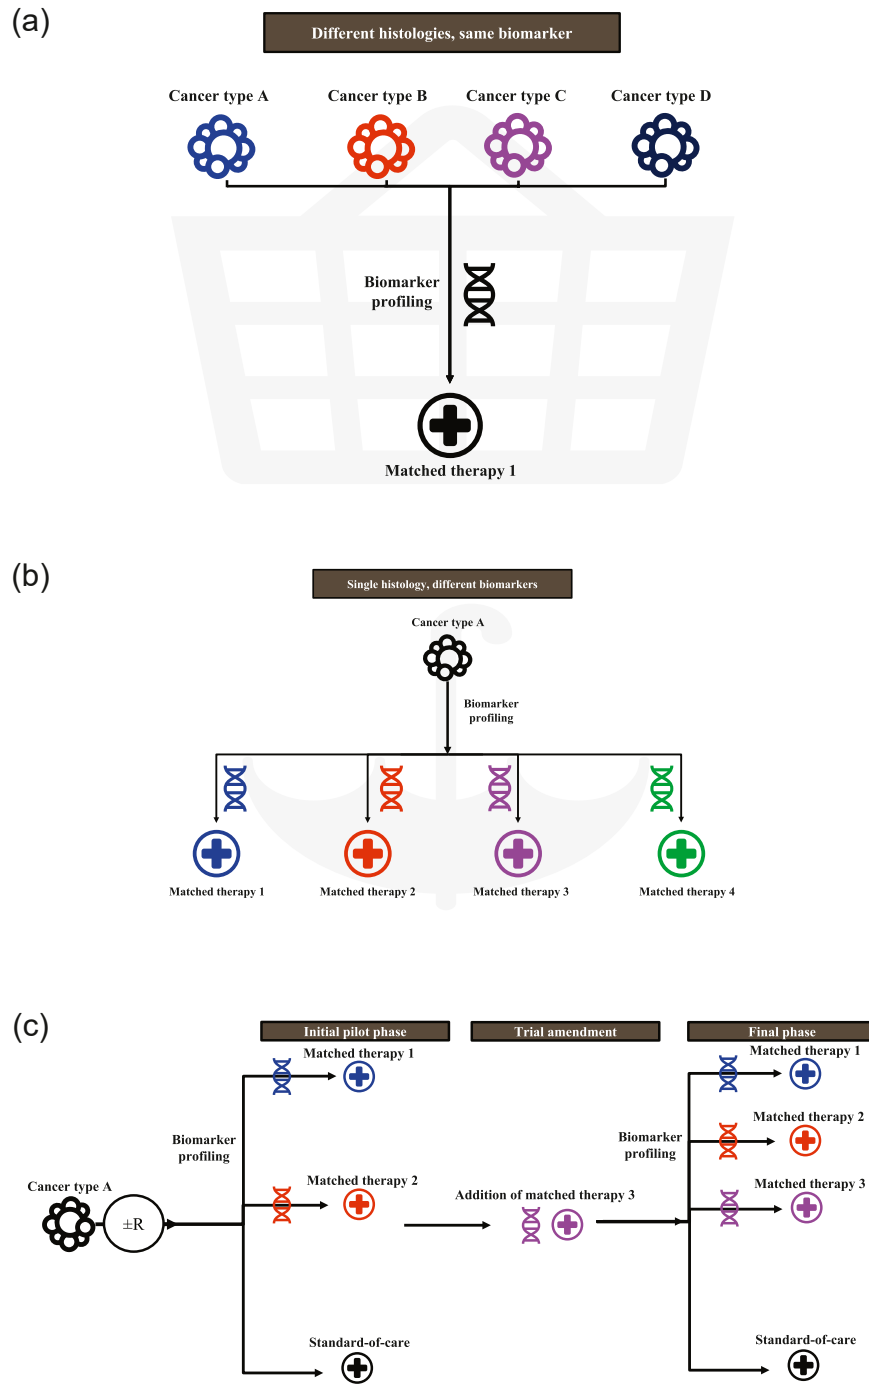 (a)
Different histologies, same biomarker
Cancer type A
Cancer type B
Cancer type C
Cancer type D
Biomarker
profiling
Matched therapy 1
(b)
Single histology, different biomarkers
Cancer type A
Biomarker
profiling
Matched therapy 1
Matched therapy 2
Matched therapy 3
Matched therapy 4
(c)
Initial pilot phase
Trial amendment
Final phase
Matched therapy 1
Matched therapy 1
Biomarker
profiling
Matched therapy 2
Biomarker
profiling
Cancer type A
±R
Matched therapy 2
Addition of matched therapy 3
Matched therapy 3
Standard-of-care
Standard-of-care